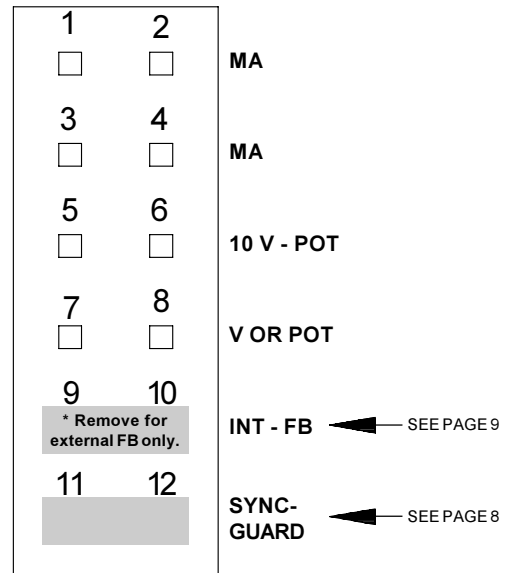 1 2
MA
3 4
MA
5 6
10 V - POT
7 8
V OR POT
9 10
* Remove for
external FB only.
INT - FB
SEE PAGE 9
11 12
SYNC-
GUARD
SEE PAGE 8